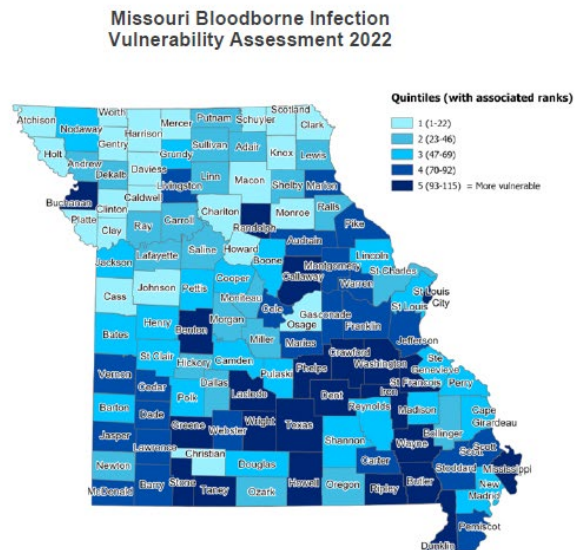 Missouri Bloodborne Infection
Vulnerability Assessment 2022
Quintiles (with associated ranks)
1 (1-22)
2 (23-46)
3 (47-69)
4 (70-92)
5 (93-115) = More vulnerable
Atchison
Nodaway
Worth
Harrison
Mercer
Putnam
Schuyler
Scotland
Clark
Holt
Gentry
Grundy
Sullivan
Adair
Knox
Lewis
Andrew
Dekalb
Daviess
Livingston
Linn
Macon
Shelby
Marion
Buchanan
Clinton
Caldwel
Chariton
Randolph
Monroe
Ralls
Platte
Clay
Ray
Carroll
Howard
Audrain
Pike
Jackson
Lafayette
Saline
Boone
Callaway
Montgomery
Lincoln
Warren
St Charles
St Louis
City
St Louis
Cass
Johnson
Pettis
Cooper
Moniteau
Cole
Osage
Gasconade
Franklin
Jefferson
Bates
Henry
Benton
Morgan
Miller
Maries
Crawford
Washington
Ste
Genevieve
St Clair
Hickory
Camden
Pulaski
Phelps
St Francois
Perry
Vernon
Cedar
Polk
Dallas
Laclede
Dent
Iron
Madison
Cape
Girardeau
Barton
Dade
Greene
Webster
Wright
Texas
Reynolds
Wayne
Bollinger
Jasper
Lawrence
Christian
Douglas
Shannon
Carter
Stoddard
Scott
Scott
Mississippi
Newton
McDonald
Barry
Stone
Taney
Ozark
Howell
Oregon
Ripley
Butler
New
Madrid
Pemiscot
Dunklin